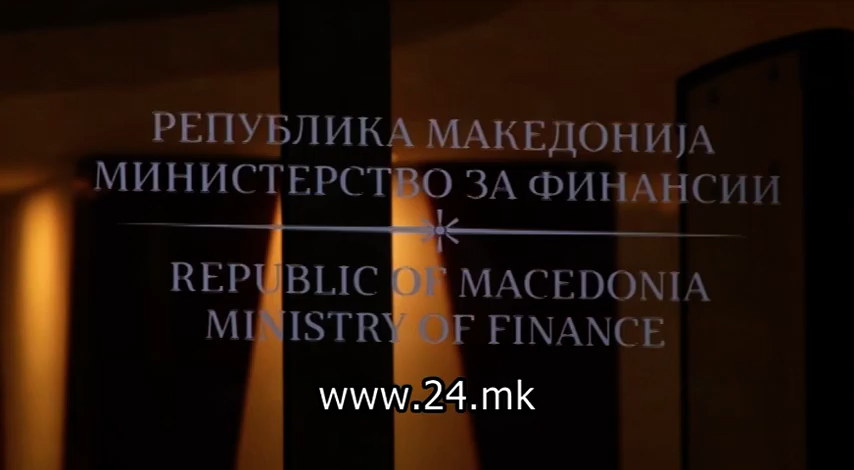 РЕПУБЛИКА МАКЕДОНИЈА
МИНИСТЕРСТВО ЗА ФИНАНСИИ
REPUBLIC OF MACEDONIA
MINISTRY OF FINANCE
www.24.mk